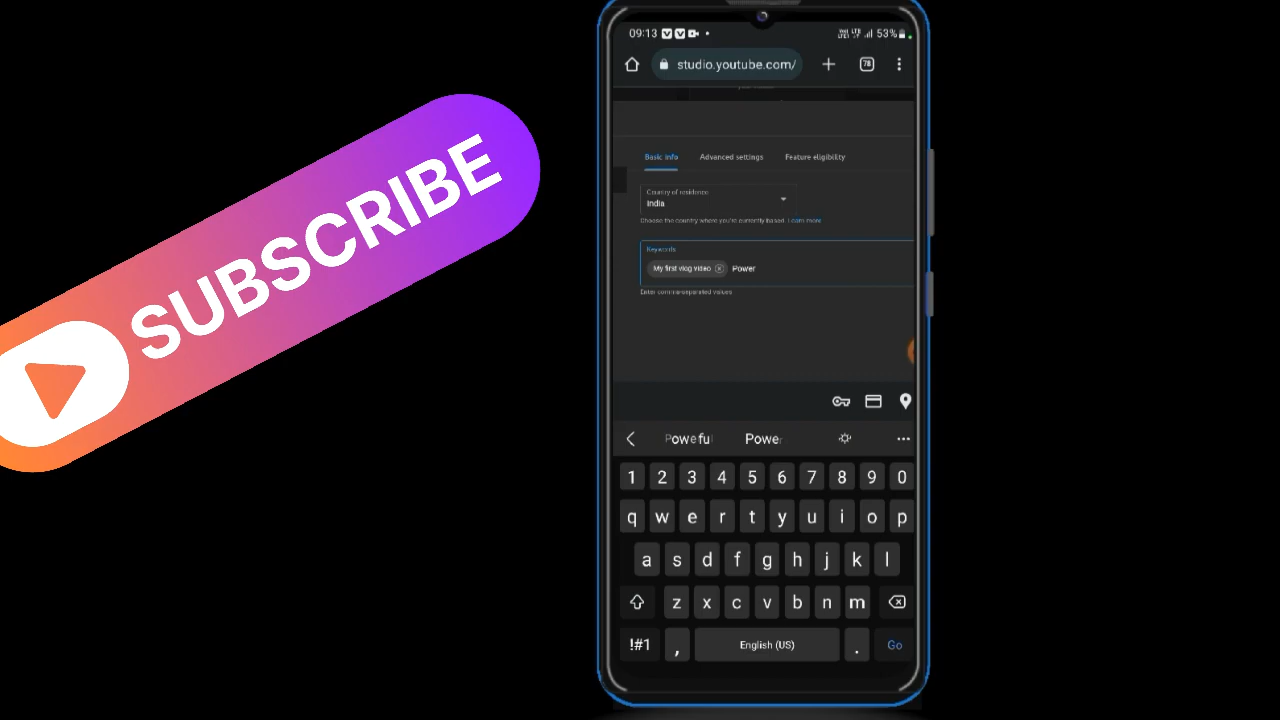 SUBSCRIBE
09:13
53%
studio.youtube.com/
78
Basic info Advanced settings Feature eligibility
Country of residence
India
Choose the country where you're currently based. Learn more
Keywords
My first vlog video Power
Enter comma-separated values
Poweful Power
1 2 3 4 5 6 7 8 9 0
q w e r t y u i o p
a s d f g h j k l
z x c v b n m
!#1 , English (US) . Go